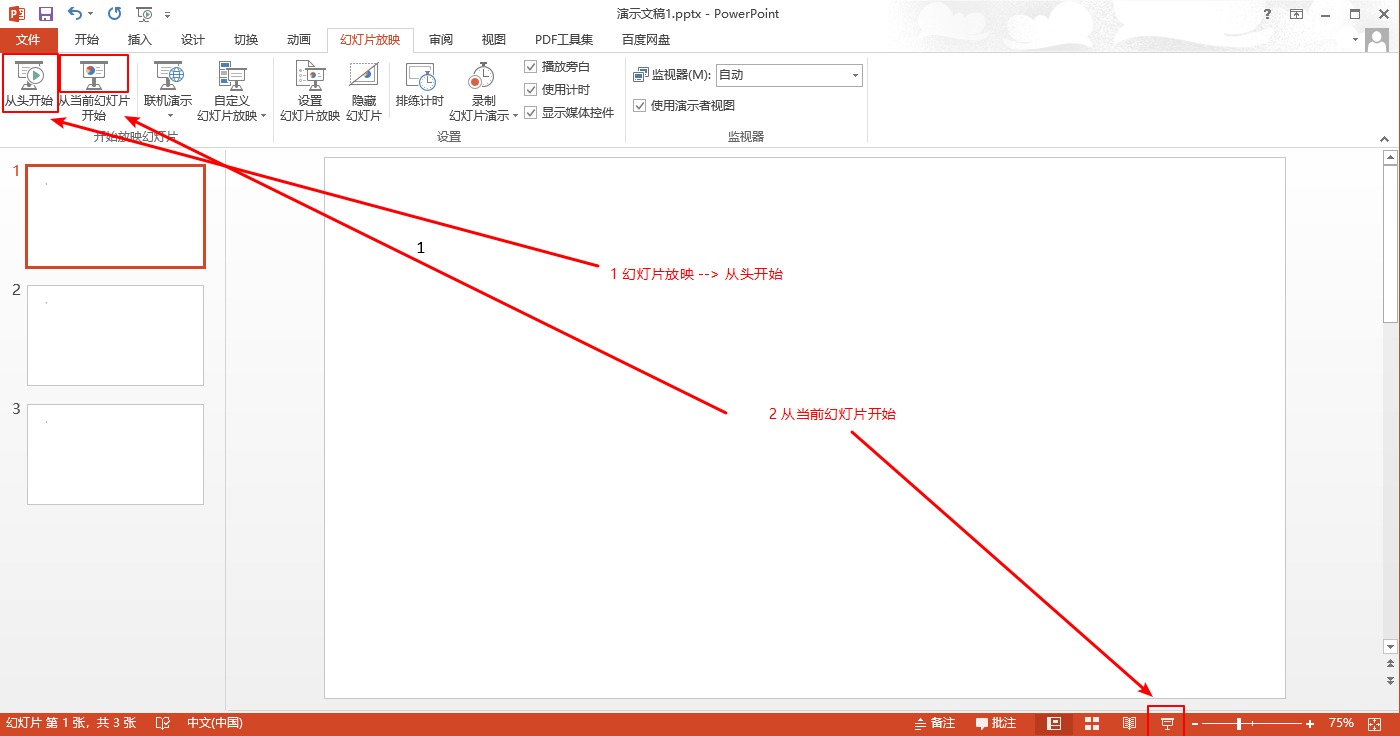 演示文稿1.pptx - PowerPoint
?
文件 开始 插入 设计 切换 动画 幻灯片放映 审阅 视图 PDF工具集 百度网盘
从头开始
从当前幻灯片
开始
联机演示
自定义
幻灯片放映
设置
幻灯片放映
隐藏
幻灯片
排练计时
录制
幻灯片演示
播放旁白
使用计时
显示媒体控件
监视器(M): 自动
使用演示者视图
开始放映幻灯片 设置 监视器
1
2
3
1
1 幻灯片放映 --> 从头开始
2 从当前幻灯片开始
幻灯片 第 1 张，共 3 张 中文(中国) 备注 批注 75%